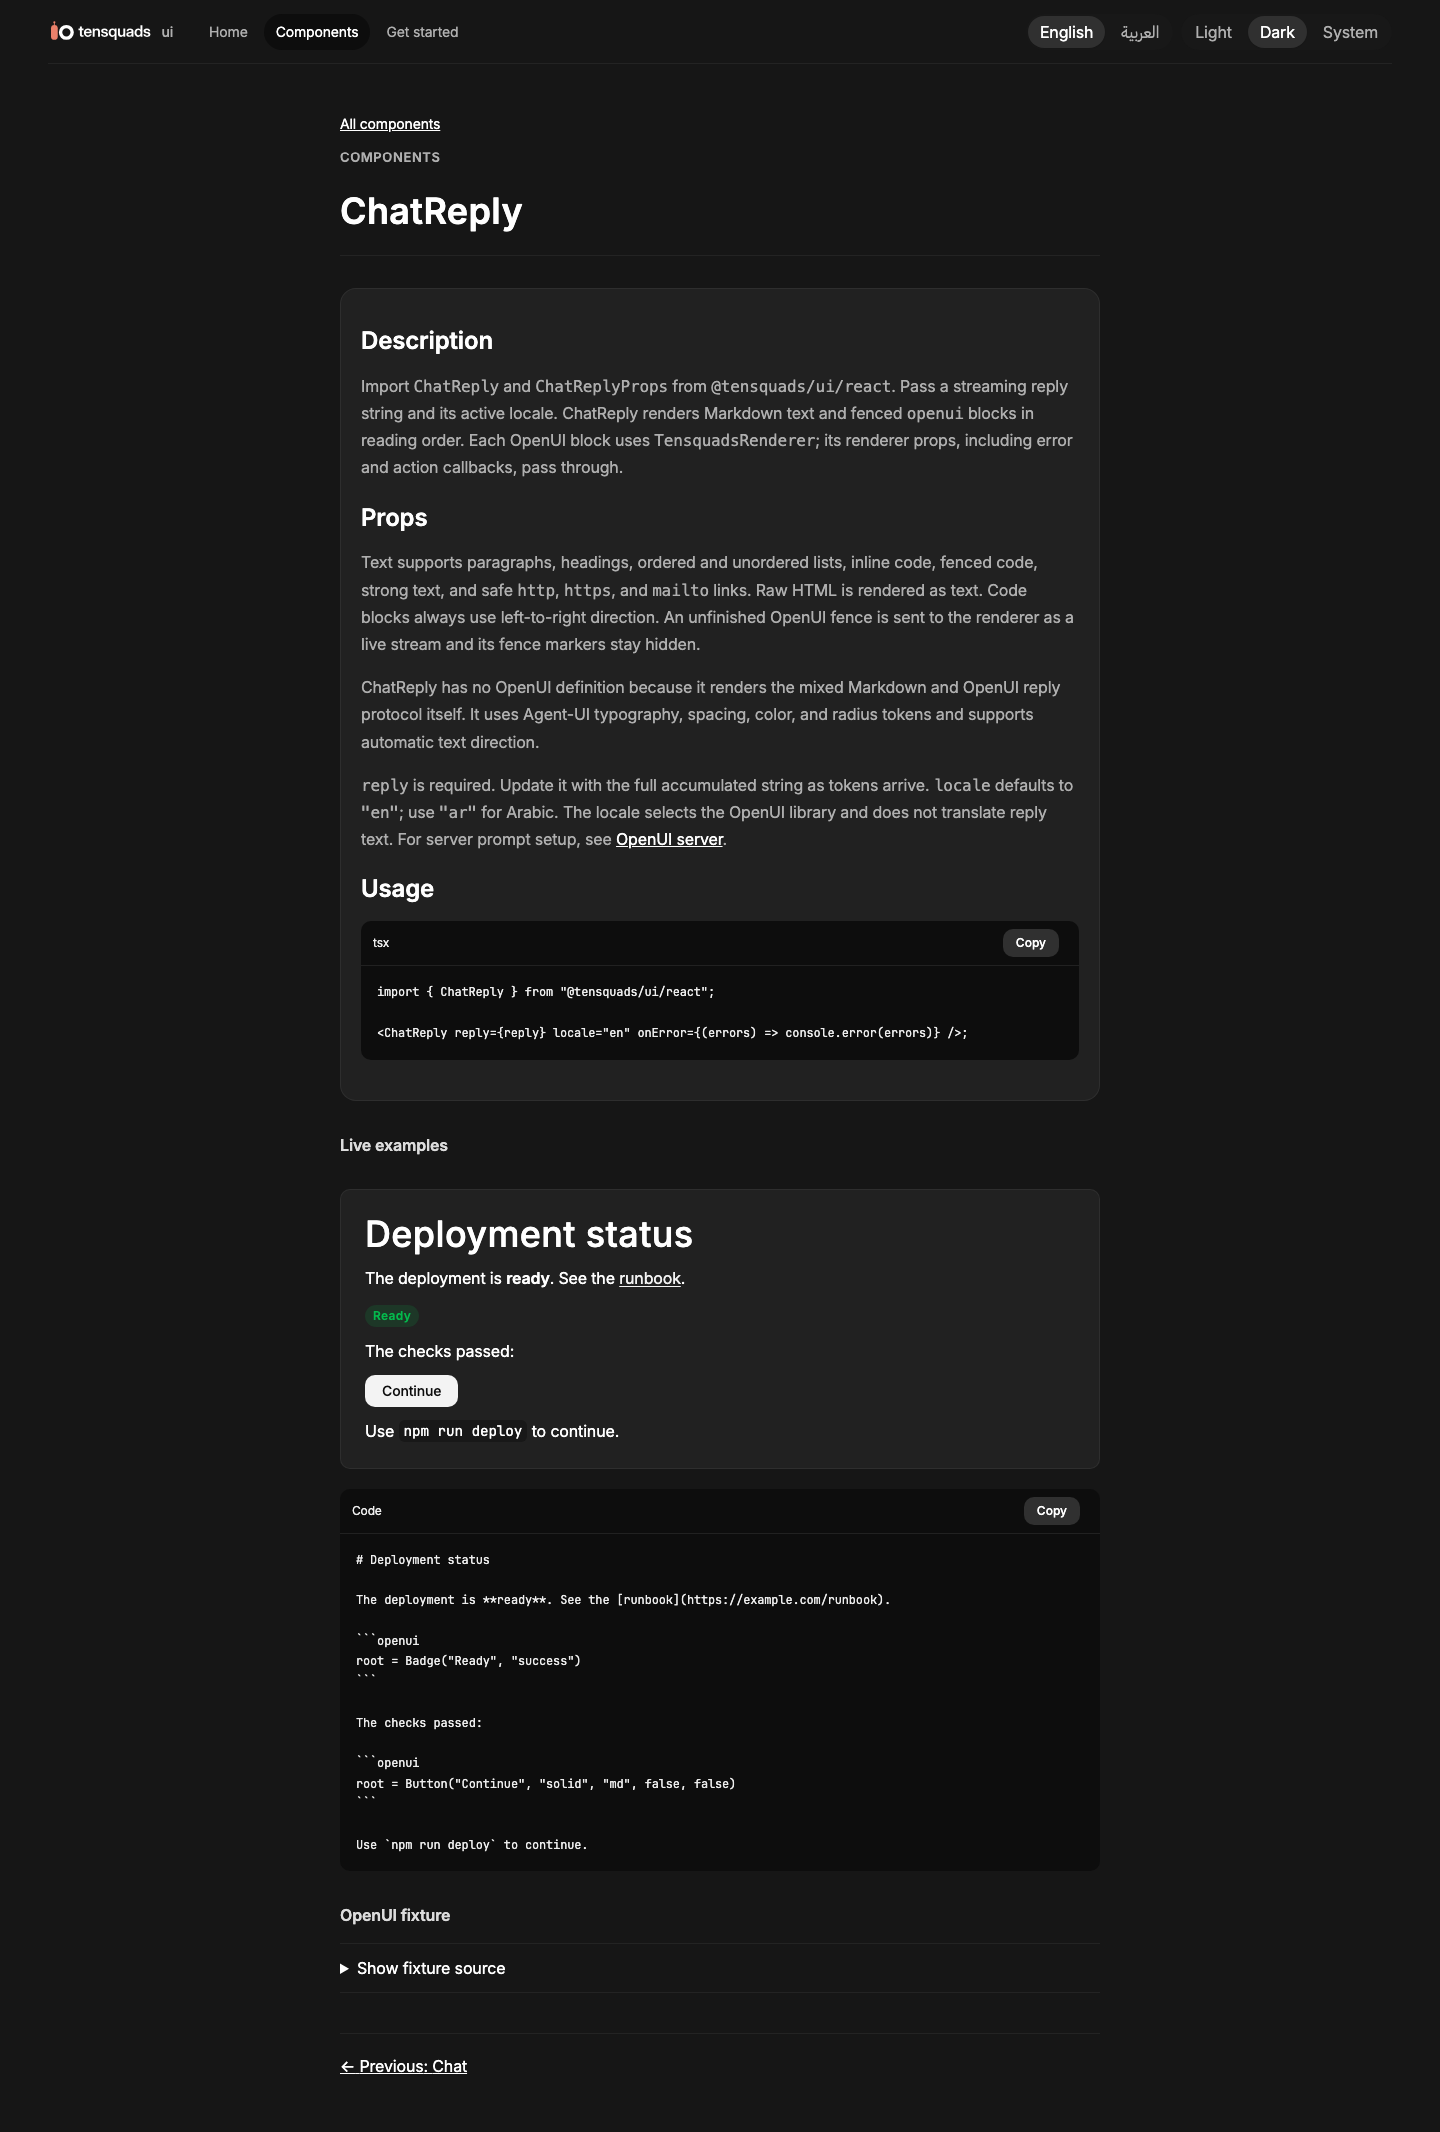 tensquads ui
Home
Components
Get started
English
العربية
Light
Dark
System
All components
COMPONENTS
ChatReply
Description
Import ChatReply and ChatReplyProps from @tensquads/ui/react. Pass a streaming reply
string and its active locale. ChatReply renders Markdown text and fenced openui blocks in
reading order. Each OpenUI block uses TensquadsRenderer; its renderer props, including error
and action callbacks, pass through.
Props
Text supports paragraphs, headings, ordered and unordered lists, inline code, fenced code,
strong text, and safe http, https, and mailto links. Raw HTML is rendered as text. Code
blocks always use left-to-right direction. An unfinished OpenUI fence is sent to the renderer as a
live stream and its fence markers stay hidden.
ChatReply has no OpenUI definition because it renders the mixed Markdown and OpenUI reply
protocol itself. It uses Agent-UI typography, spacing, color, and radius tokens and supports
automatic text direction.
reply is required. Update it with the full accumulated string as tokens arrive. locale defaults to
"en"; use "ar" for Arabic. The locale selects the OpenUI library and does not translate reply
text. For server prompt setup, see OpenUI server.
Usage
tsx
Copy
import { ChatReply } from "@tensquads/ui/react";
<ChatReply reply={reply} locale="en" onError={(errors) => console.error(errors)} />;
Live examples
Deployment status
The deployment is ready. See the runbook.
Ready
The checks passed:
Continue
Use npm run deploy to continue.
Code
Copy
# Deployment status
The deployment is **ready**. See the [runbook](https://example.com/runbook).
```openui
root = Badge("Ready", "success")
```
The checks passed:
```openui
root = Button("Continue", "solid", "md", false, false)
```
Use `npm run deploy` to continue.
OpenUI fixture
▶ Show fixture source
← Previous: Chat